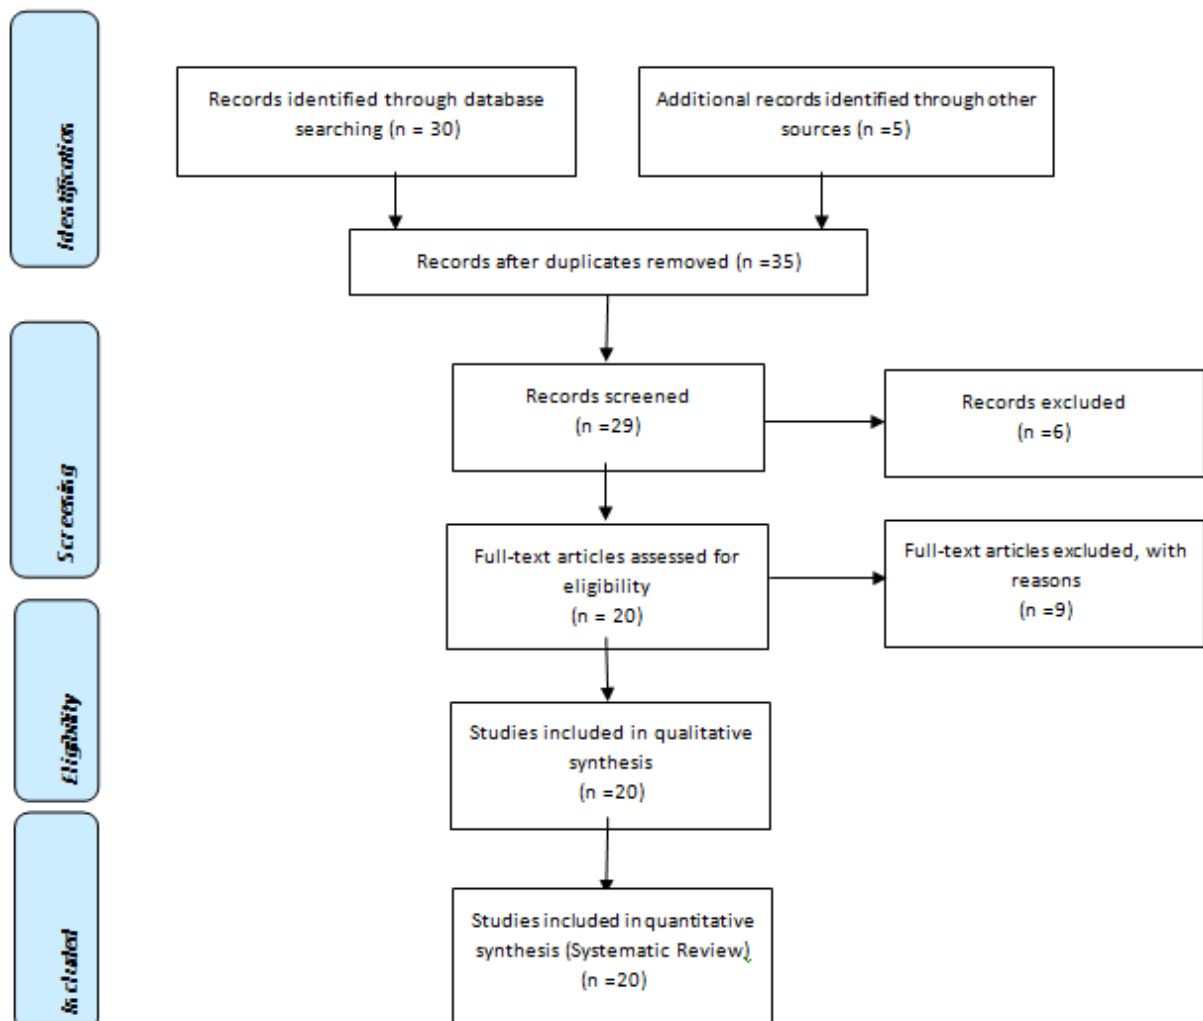 Identification
Records identified through database
searching (n = 30)
Additional records identified through other
sources (n =5)
Records after duplicates removed (n =35)
Screening
Records screened
(n =29)
Records excluded
(n =6)
Full-text articles assessed for
eligibility
(n = 20)
Full-text articles excluded, with
reasons
(n =9)
Eligibility
Studies included in qualitative
synthesis
(n =20)
Included
Studies included in quantitative
synthesis (Systematic Review)
(n =20)